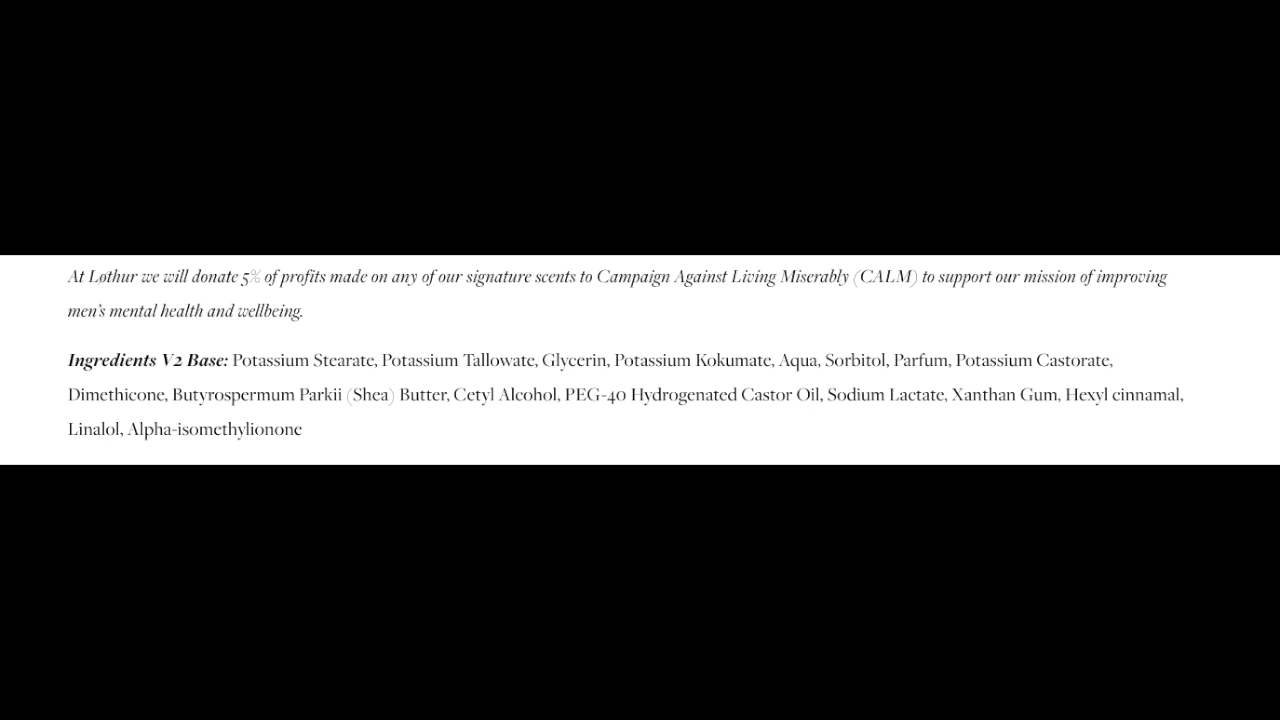 At Løthur we will donate 5% of profits made on any of our signature scents to Campaign Against Living Miserably (CALM) to support our mission of improving
men's mental health and wellbeing.
Ingredients V2 Base: Potassium Stearate, Potassium Tallowate, Glycerin, Potassium Kokumate, Aqua, Sorbitol, Parfum, Potassium Castorate,
Dimethicone, Butyrospermum Parkii (Shea) Butter, Cetyl Alcohol, PEG-40 Hydrogenated Castor Oil, Sodium Lactate, Xanthan Gum, Hexyl cinnamal,
Linalol, Alpha-isomethylionone